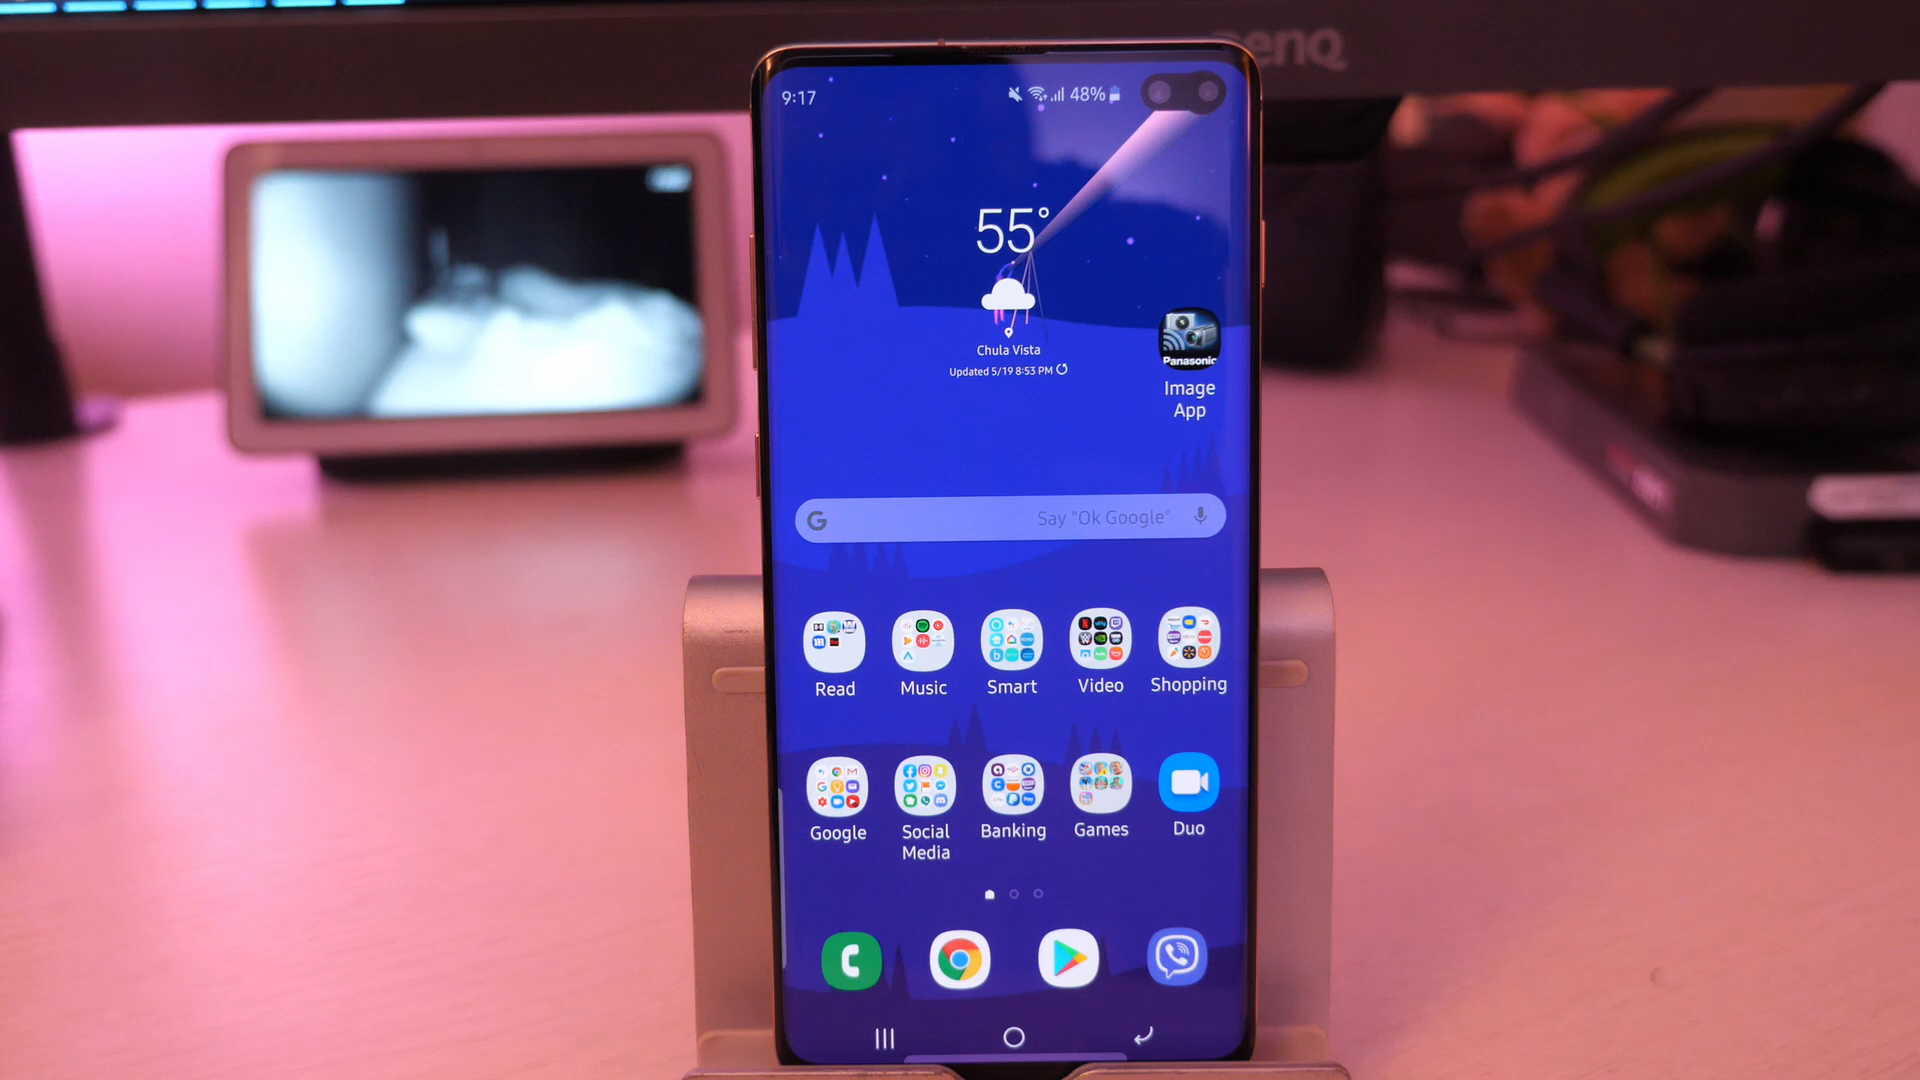 BenQ
9:17
48%
55°
Chula Vista
Updated 5/19 8:53 PM
Panasonic
Image
App
G
Say "Ok Google"
Read
Music
Smart
Video
Shopping
Google
Social
Media
Banking
Games
Duo